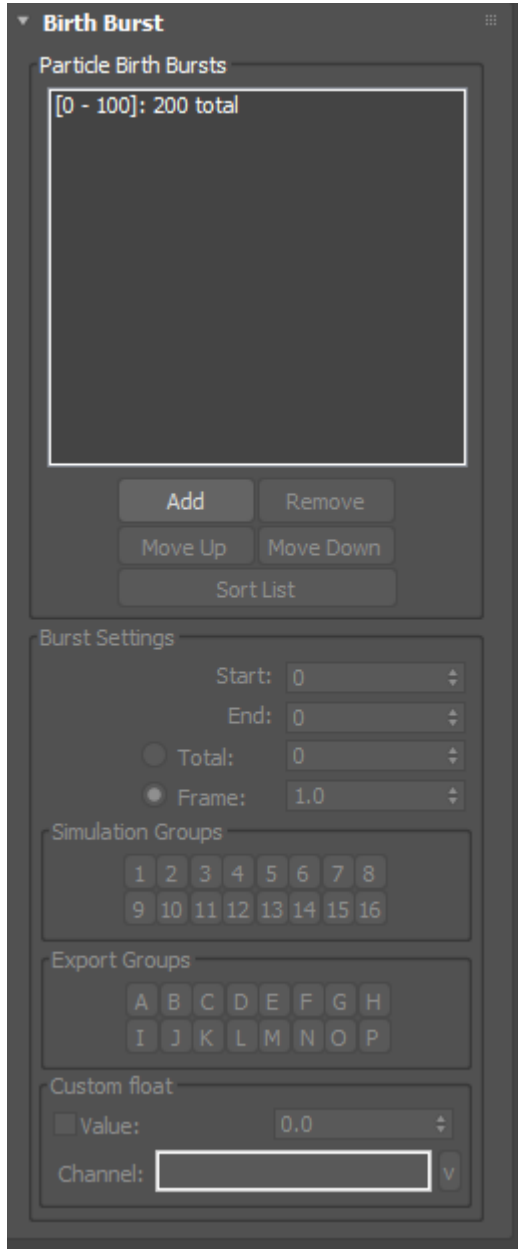 Birth Burst
Particle Birth Bursts
[0 - 100]: 200 total
Add Remove
Move Up Move Down
Sort List
Burst Settings
Start: 0
End: 0
Total: 0
Frame: 1.0
Simulation Groups
1 2 3 4 5 6 7 8
9 10 11 12 13 14 15 16
Export Groups
A B C D E F G H
I J K L M N O P
Custom float
Value: 0.0
Channel: v